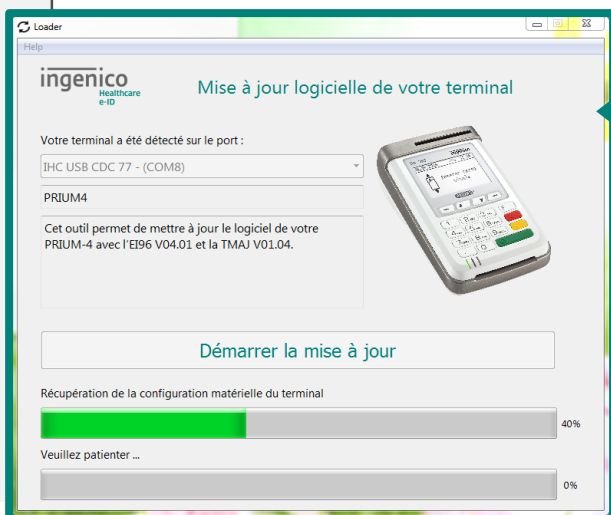 Loader
Help
ingenico
Healthcare
e-ID
Mise à jour logicielle de votre terminal
Votre terminal a été détecté sur le port :
IHC USB CDC 77 - (COM8)
PRIUM4
Cet outil permet de mettre à jour le logiciel de votre
PRIUM-4 avec l'EI96 V04.01 et la TMAJ V01.04.
Démarrer la mise à jour
Récupération de la configuration matérielle du terminal
40%
Veuillez patienter ...
0%